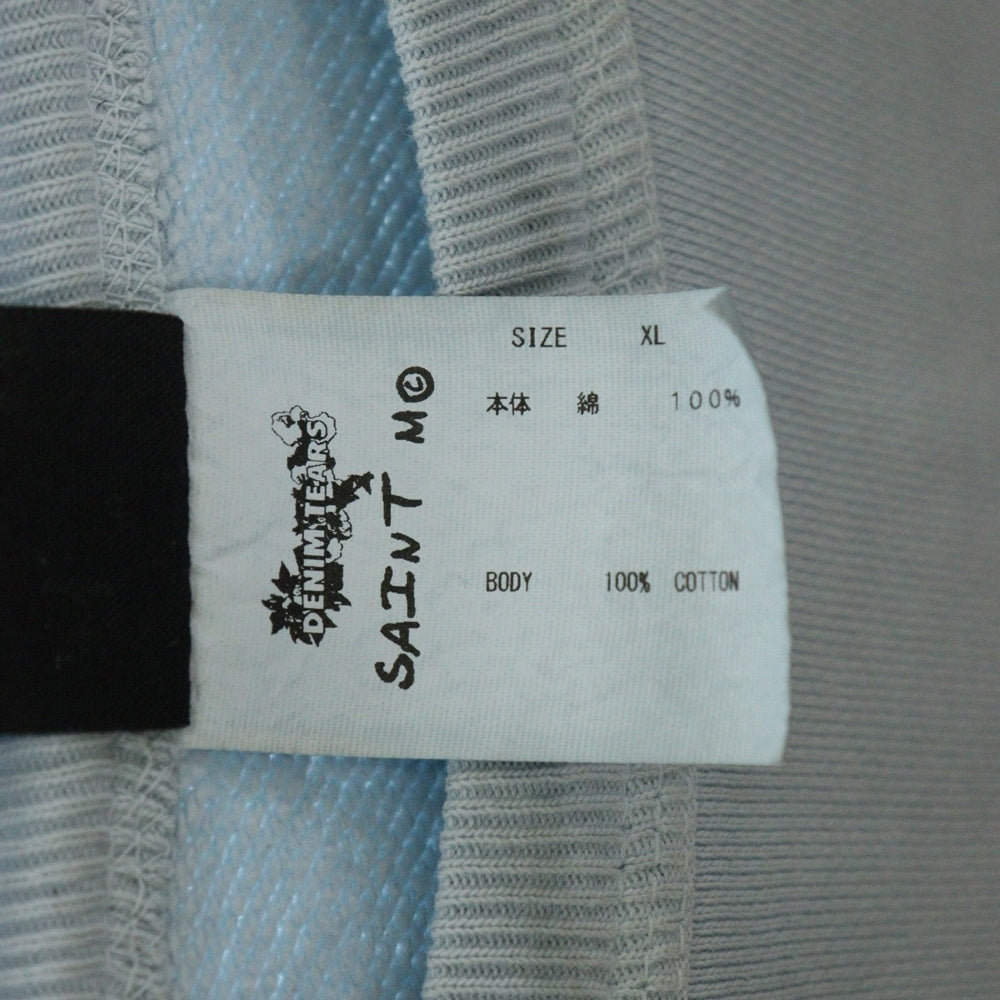 SIZE XL
本体 綿 100%
BODY 100% COTTON
DENIM TEARS
SAINT M©